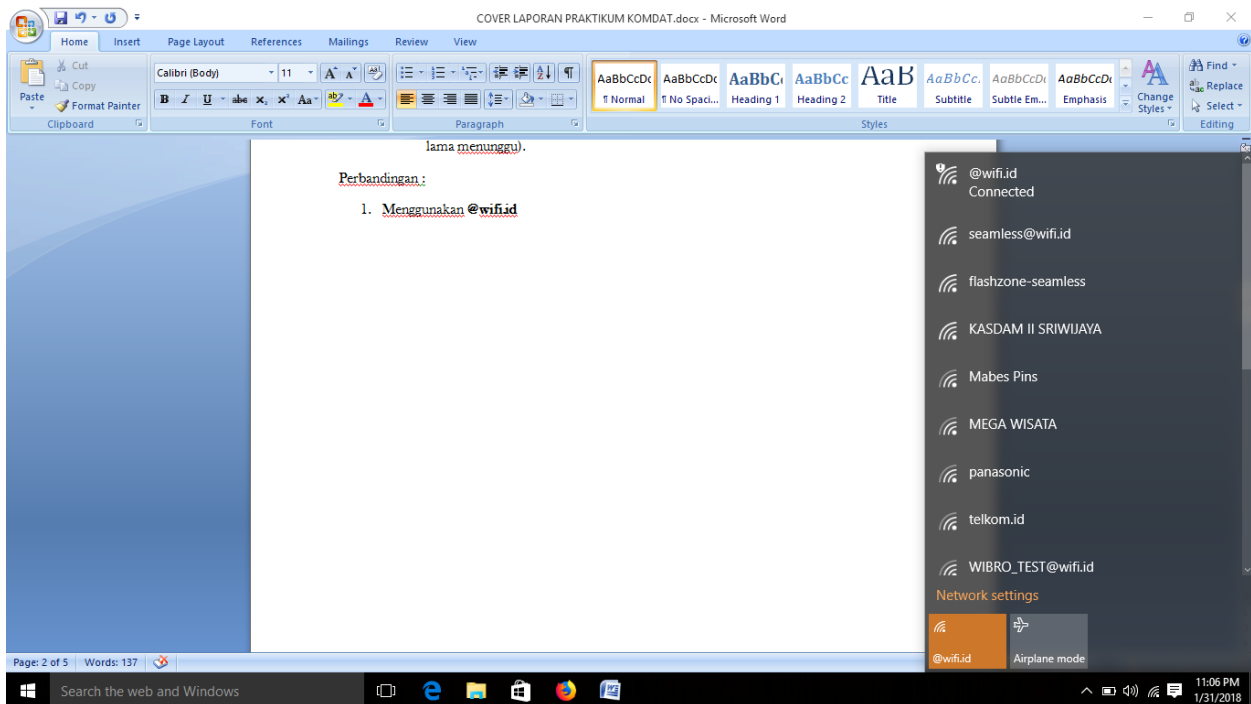 COVER LAPORAN PRAKTIKUM KOMDAT.docx - Microsoft Word
Home Insert Page Layout References Mailings Review View
Paste
Cut
Copy
Format Painter
Clipboard
Calibri (Body) 11
Font
Paragraph
AaBbCcDc AaBbCcDc AaBbC AaBbCc AaB AaBbCc. AaBbCcDc AaBbCcDc
¶ Normal ¶ No Spaci... Heading 1 Heading 2 Title Subtitle Subtle Em... Emphasis
Change Styles
Styles
Find
Replace
Select
Editing
lama menunggu).
Perbandingan :
1. Menggunakan @wifi.id
@wifi.id
Connected
seamless@wifi.id
flashzone-seamless
KASDAM II SRIWIJAYA
Mabes Pins
MEGA WISATA
panasonic
telkom.id
WIBRO_TEST@wifi.id
Network settings
@wifi.id
Airplane mode
Page: 2 of 5 Words: 137
Search the web and Windows
11:06 PM
1/31/2018